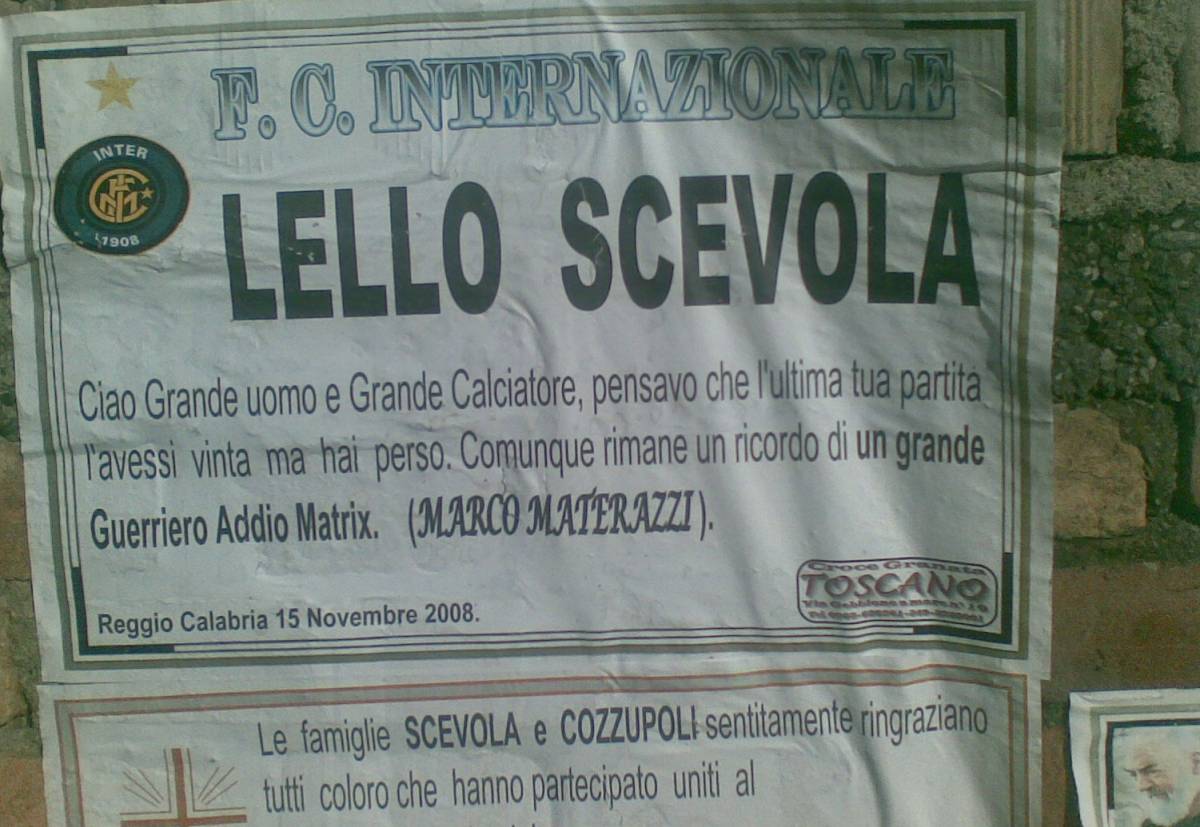 F. C. INTERNAZIONALE
INTER
1908
LELLO SCEVOLA
Ciao Grande uomo e Grande Calciatore, pensavo che l'ultima tua partita
l'avessi vinta ma hai perso. Comunque rimane un ricordo di un grande
Guerriero Addio Matrix. (MARCO MATERAZZI).
Croce Granata
TOSCANO
Reggio Calabria 15 Novembre 2008.
Le famiglie SCEVOLA e COZZUPOLI sentitamente ringraziano
tutti coloro che hanno partecipato uniti al